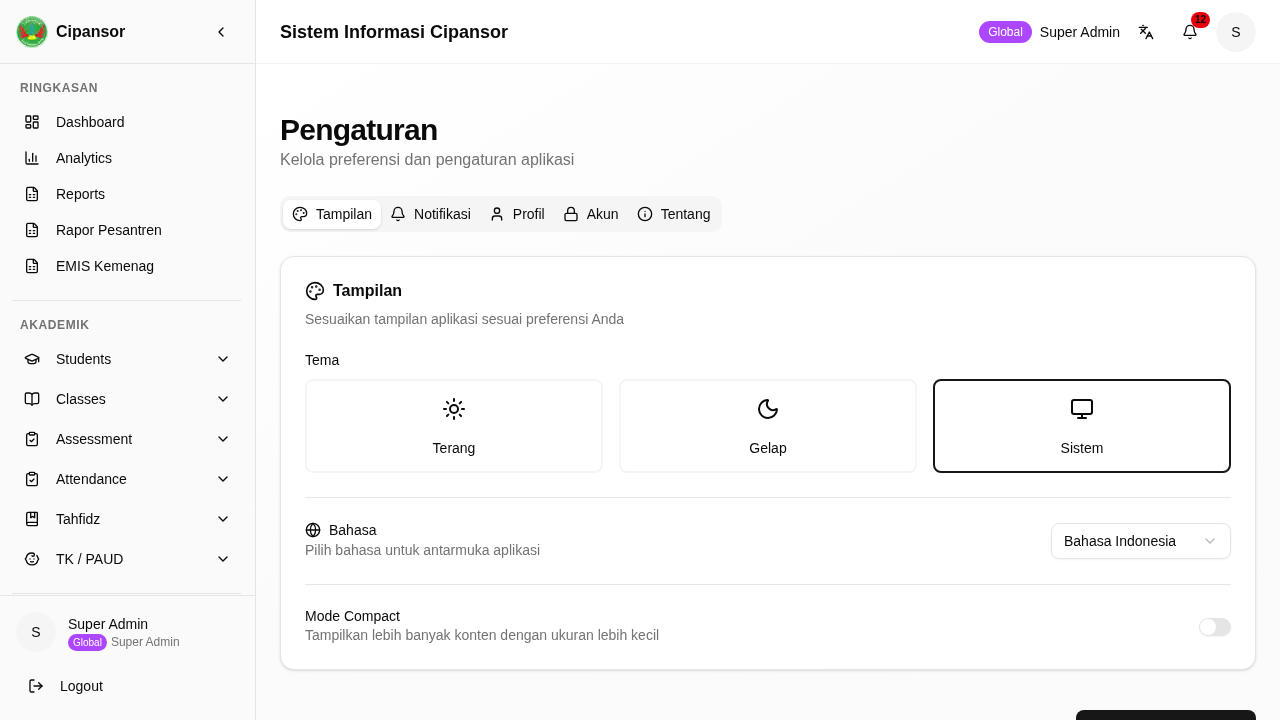 Cipansor
Sistem Informasi Cipansor
Global
Super Admin
12
S
RINGKASAN
Dashboard
Analytics
Reports
Rapor Pesantren
EMIS Kemenag
AKADEMIK
Students
Classes
Assessment
Attendance
Tahfidz
TK / PAUD
S
Super Admin
Global
Super Admin
Logout
Pengaturan
Kelola preferensi dan pengaturan aplikasi
Tampilan
Notifikasi
Profil
Akun
Tentang
Tampilan
Sesuaikan tampilan aplikasi sesuai preferensi Anda
Tema
Terang
Gelap
Sistem
Bahasa
Pilih bahasa untuk antarmuka aplikasi
Bahasa Indonesia
Mode Compact
Tampilkan lebih banyak konten dengan ukuran lebih kecil